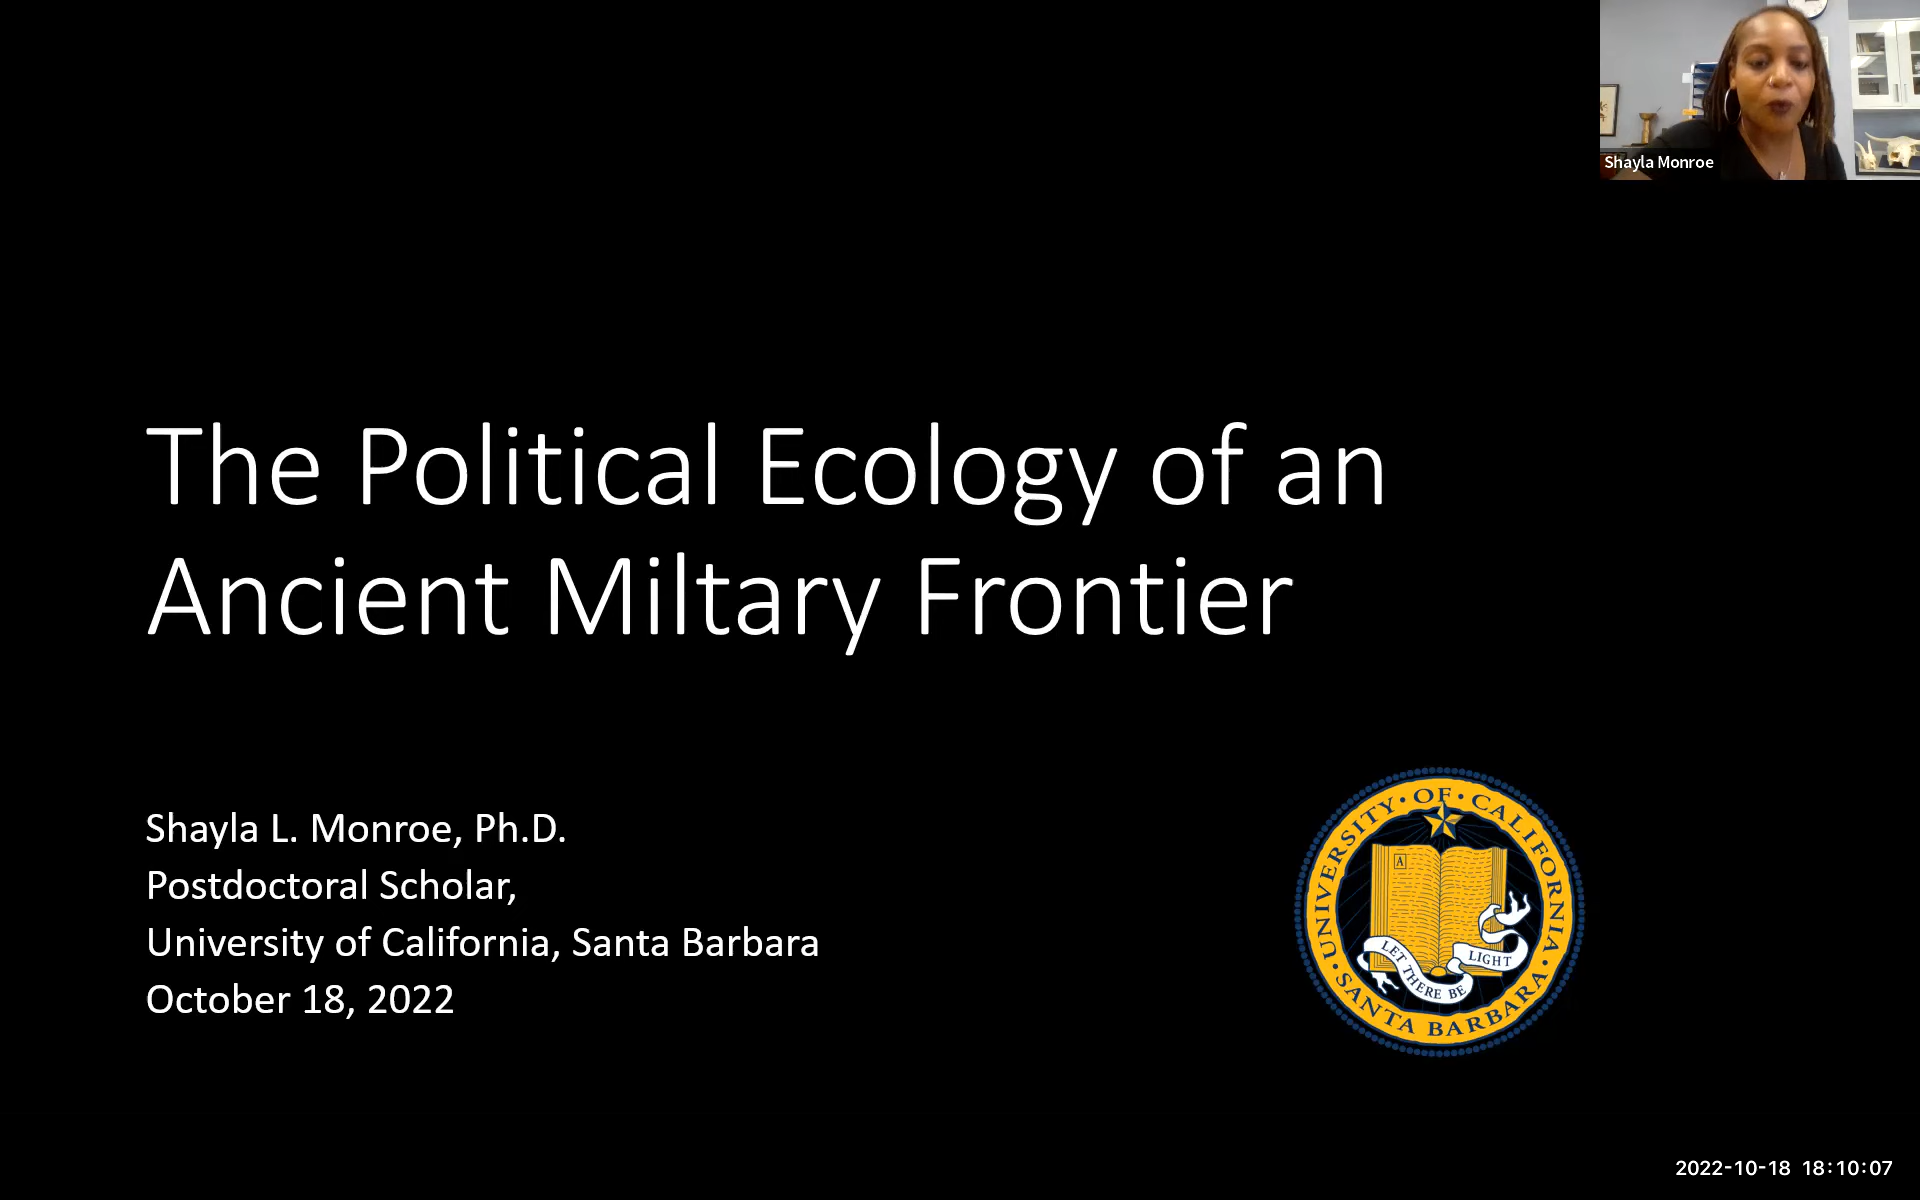 Shayla Monroe
The Political Ecology of an
Ancient Miltary Frontier
Shayla L. Monroe, Ph.D.
Postdoctoral Scholar,
University of California, Santa Barbara
October 18, 2022
UNIVERSITY · OF · CALIFORNIA ·
SANTA BARBARA
A
LET THERE BE
LIGHT
2022-10-18 18:10:07